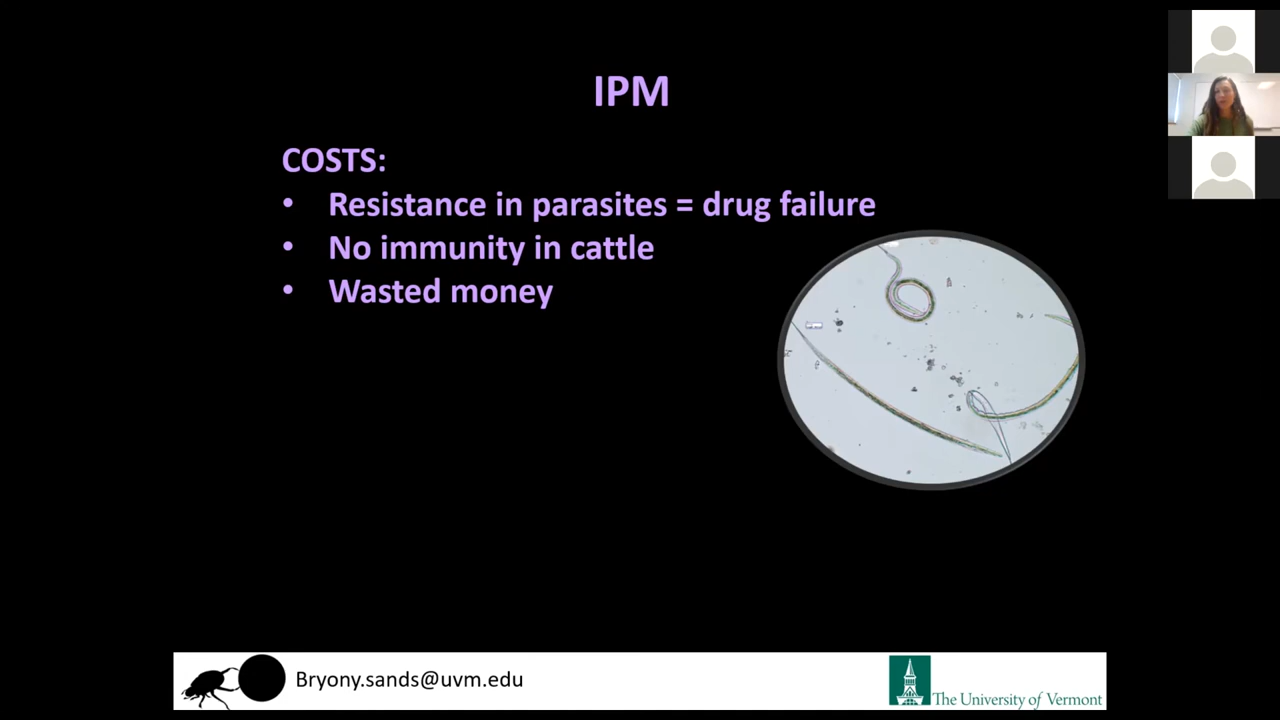 IPM
COSTS:
• Resistance in parasites = drug failure
• No immunity in cattle
• Wasted money
Bryony.sands@uvm.edu
The University of Vermont